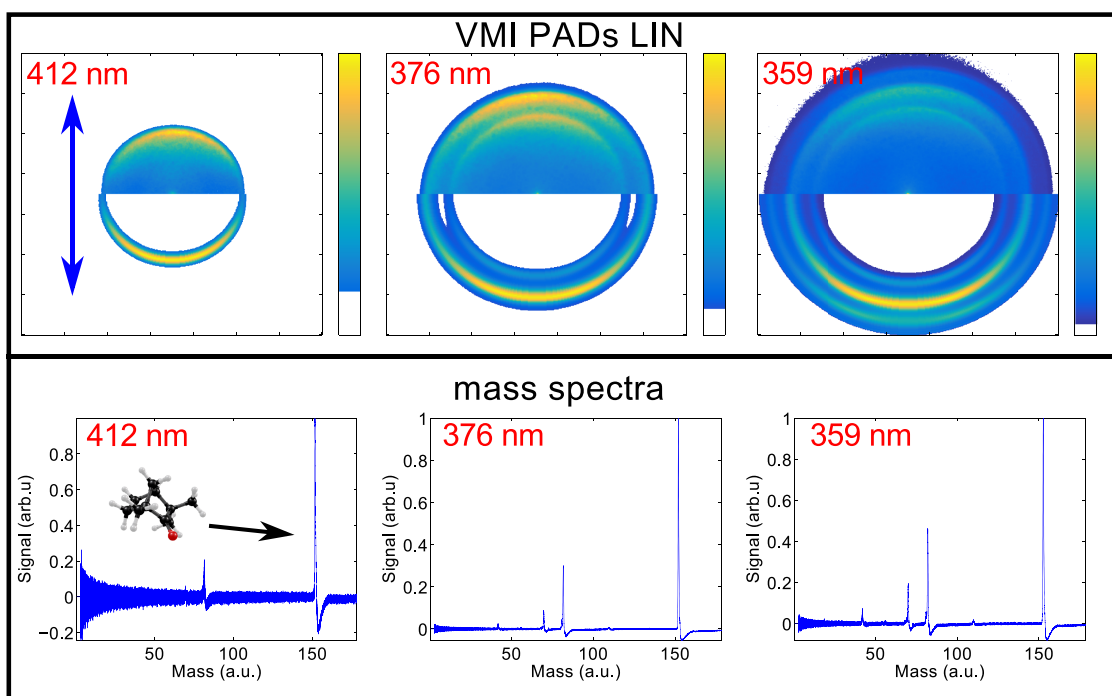 VMI PADs LIN
412 nm
376 nm
359 nm
mass spectra
412 nm
376 nm
359 nm
Signal (arb.u)
0.8
0.6
0.4
0.2
0
−0.2
50
100
150
Mass (a.u.)
Signal (arb.u)
1
0.8
0.6
0.4
0.2
0
50
100
150
Mass (a.u.)
Signal (arb.u)
1
0.8
0.6
0.4
0.2
0
50
100
150
Mass (a.u.)